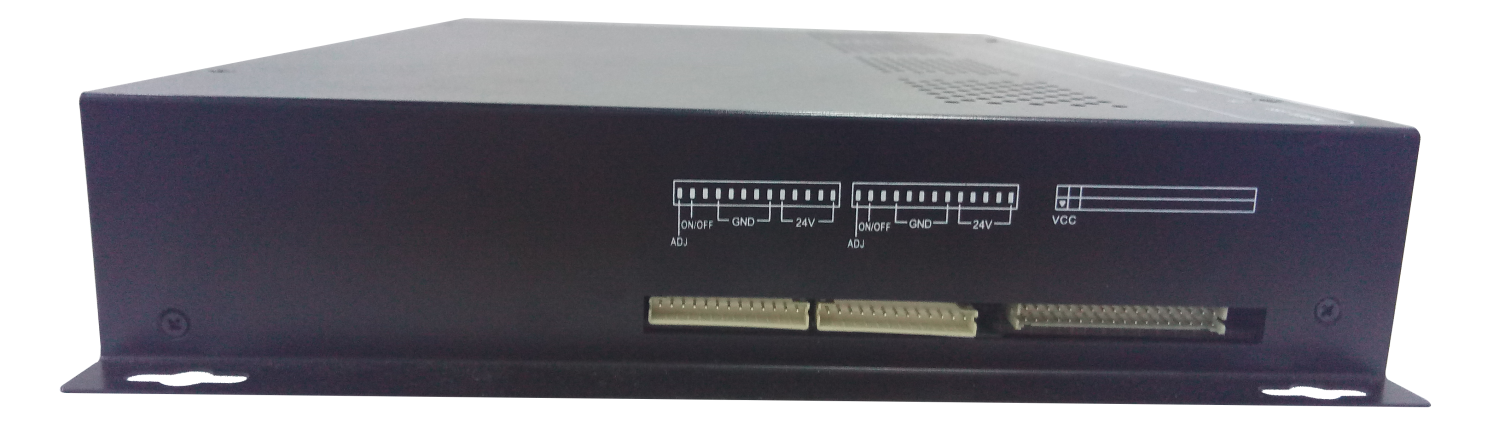 ON/OFF GND 24V
ADJ
ON/OFF GND 24V
ADJ
VCC